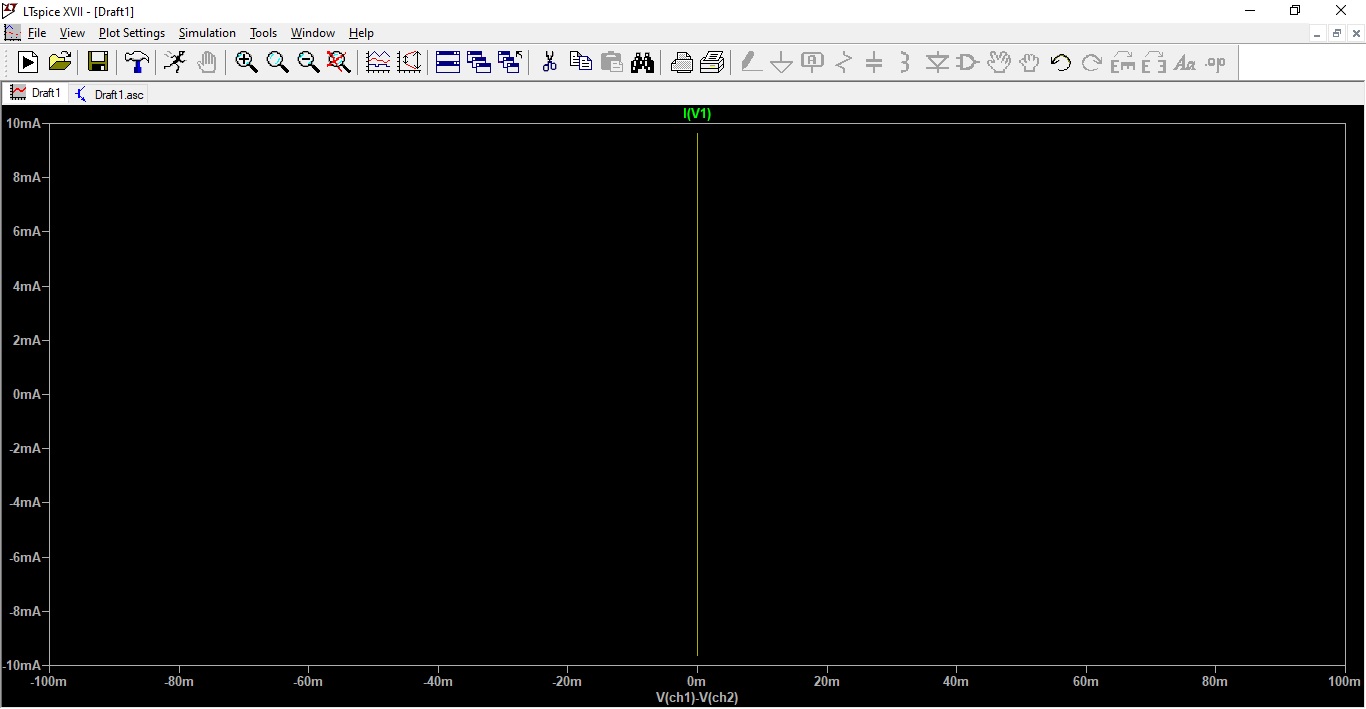 LTspice XVII - [Draft1]
File View Plot Settings Simulation Tools Window Help
A Aa .op
Draft1 Draft1.asc
I(V1)
10mA
8mA
6mA
4mA
2mA
0mA
-2mA
-4mA
-6mA
-8mA
-10mA
-100m -80m -60m -40m -20m 0m 20m 40m 60m 80m 100m
V(ch1)-V(ch2)